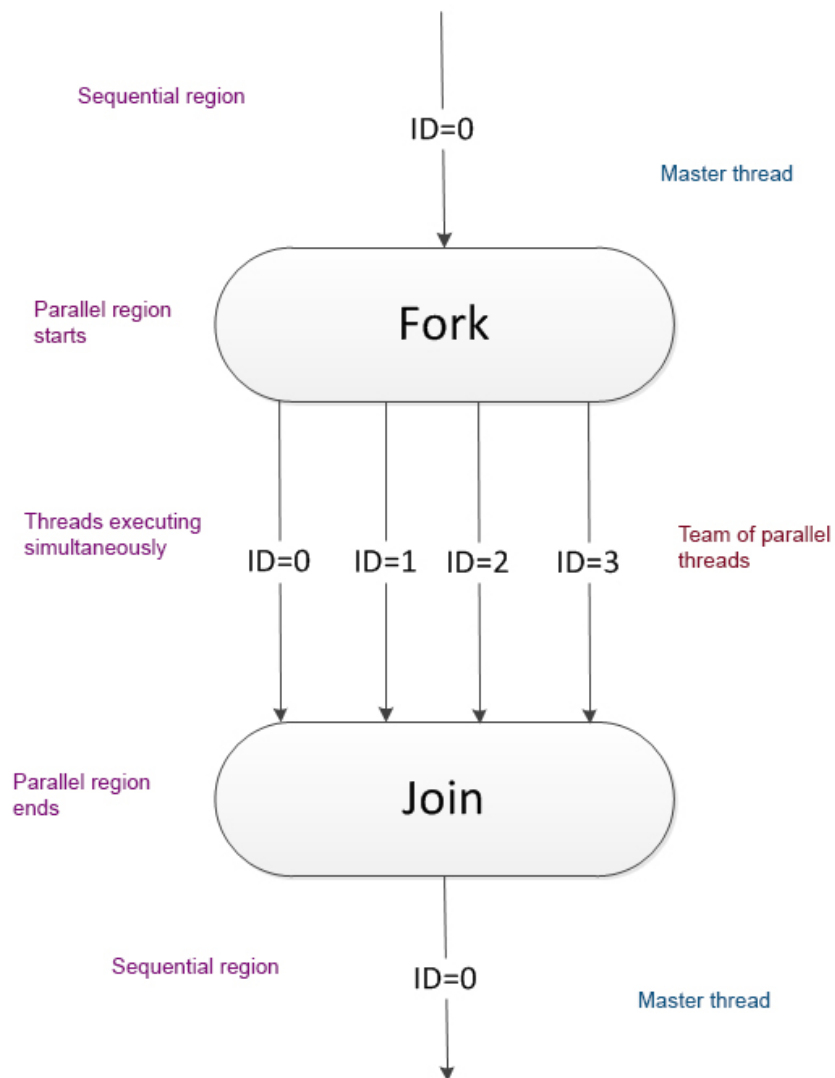 Sequential region
ID=0
Master thread
Parallel region
starts
Fork
Threads executing
simultaneously
ID=0
ID=1
ID=2
ID=3
Team of parallel
threads
Parallel region
ends
Join
Sequential region
ID=0
Master thread